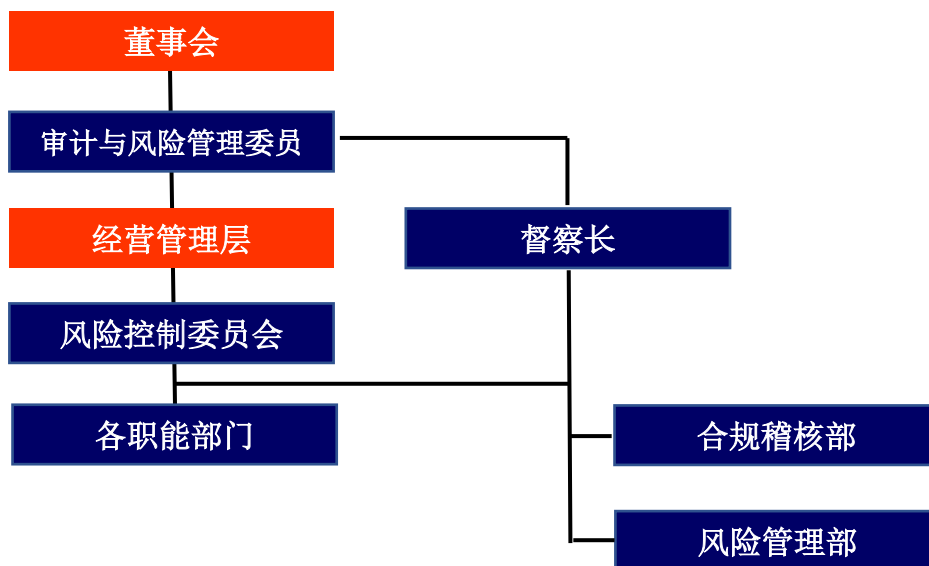 董事会
审计与风险管理委员
经营管理层
督察长
风险控制委员会
各职能部门
合规稽核部
风险管理部